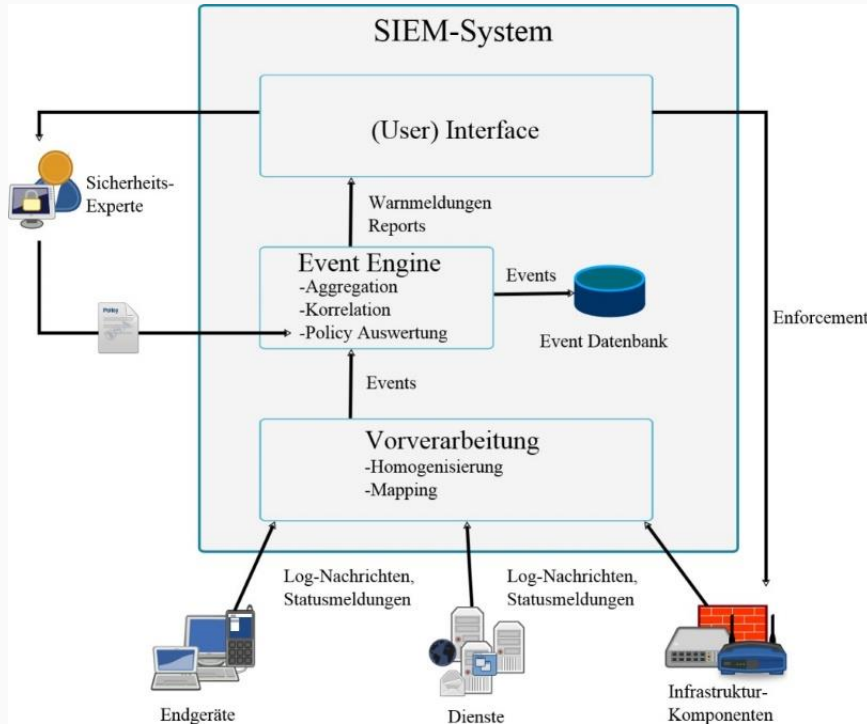 SIEM-System
(User) Interface
Sicherheits-
Experte
Warnmeldungen
Reports
Event Engine
-Aggregation
-Korrelation
-Policy Auswertung
Events
Event Datenbank
Enforcement
Policy
Events
Vorverarbeitung
-Homogenisierung
-Mapping
Log-Nachrichten,
Statusmeldungen
Log-Nachrichten,
Statusmeldungen
Endgeräte
Dienste
Infrastruktur-
Komponenten